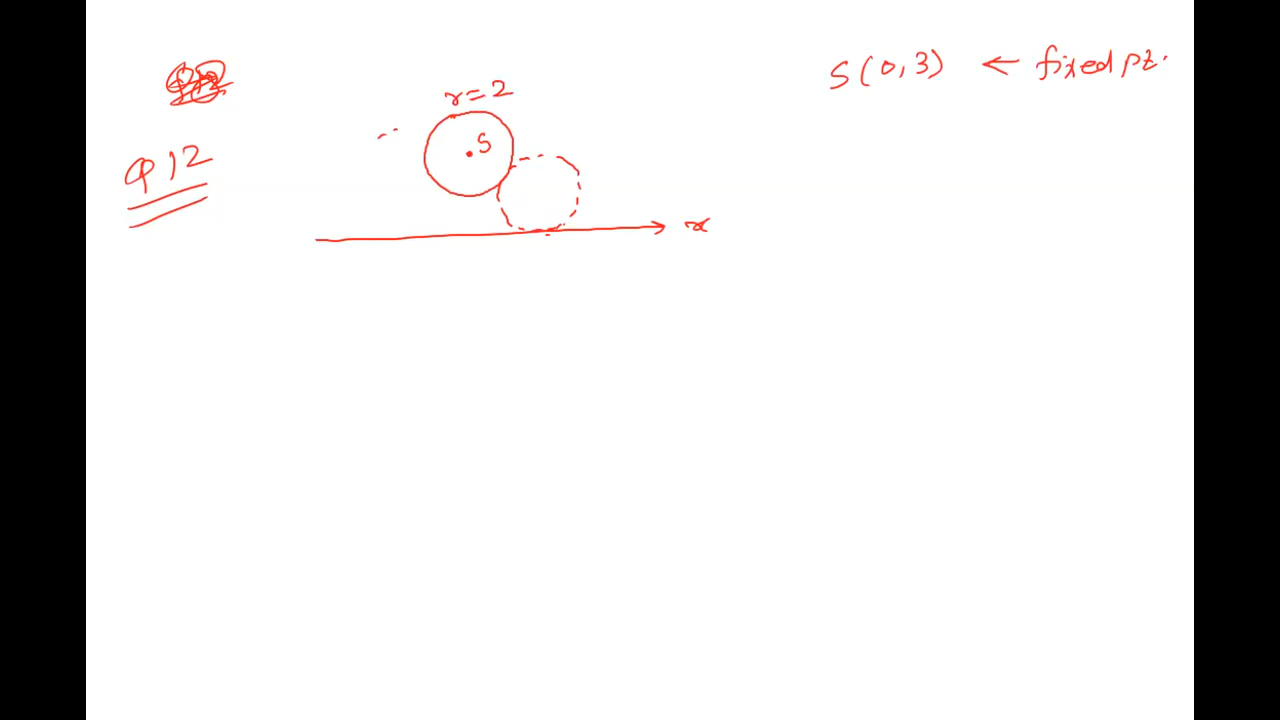 Q12
r=2
S
x
S(0,3) ← fixed pt.